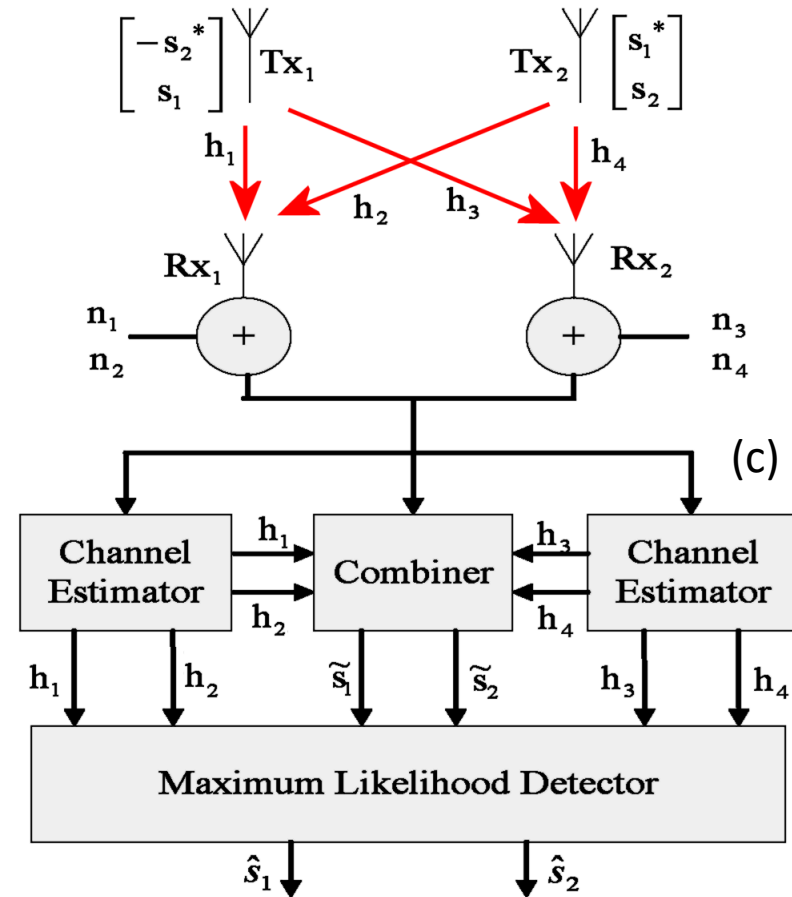 −s₂* Tx₁ Tx₂ s₁*
s₁ s₂
h₁ h₂ h₃ h₄
Rx₁ Rx₂
n₁ + + n₃
n₂ n₄
(c)
Channel Estimator
h₁
h₂
Combiner
h₃
h₄
Channel Estimator
h₁ h₂ s̃₁ s̃₂ h₃ h₄
Maximum Likelihood Detector
ŝ₁ ŝ₂